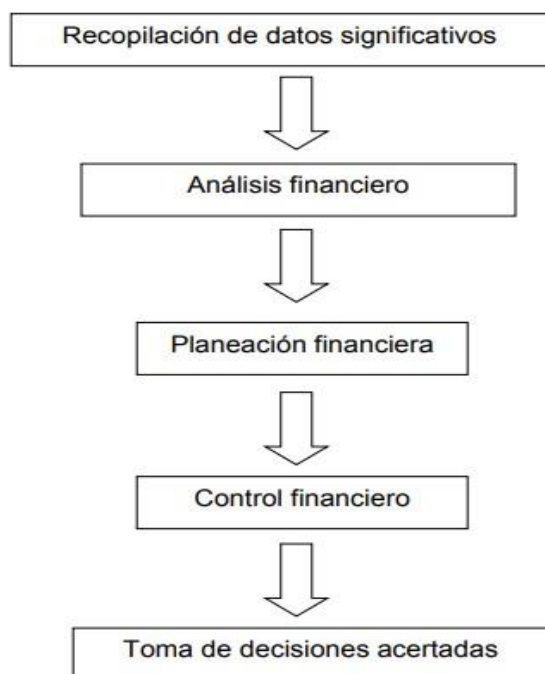 Recopilación de datos significativos
Análisis financiero
Planeación financiera
Control financiero
Toma de decisiones acertadas